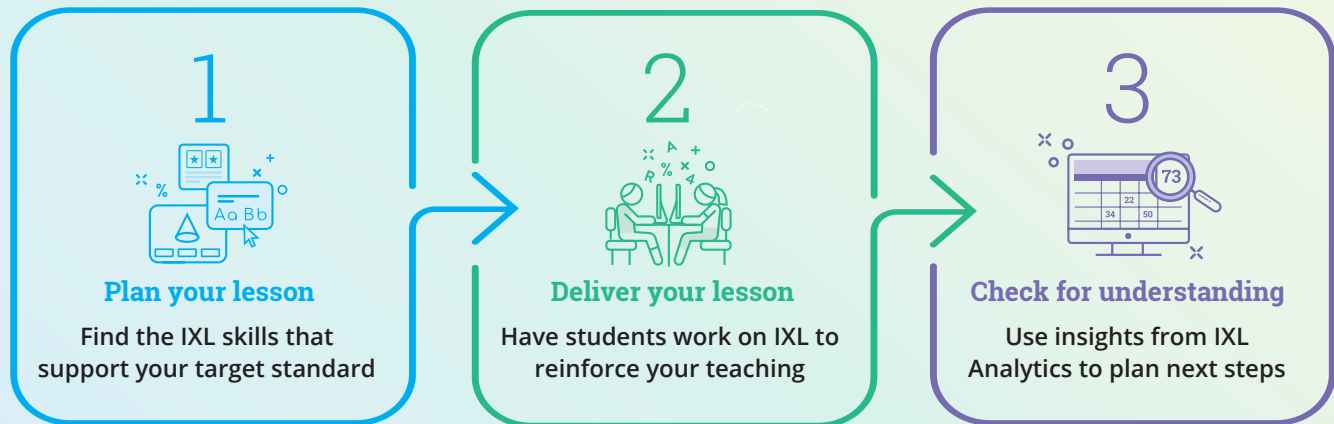 1
★ ★
%
Aa Bb
Plan your lesson
Find the IXL skills that
support your target standard
2
A
R % 4
Deliver your lesson
Have students work on IXL to
reinforce your teaching
3
73
22
34 50
Check for understanding
Use insights from IXL
Analytics to plan next steps